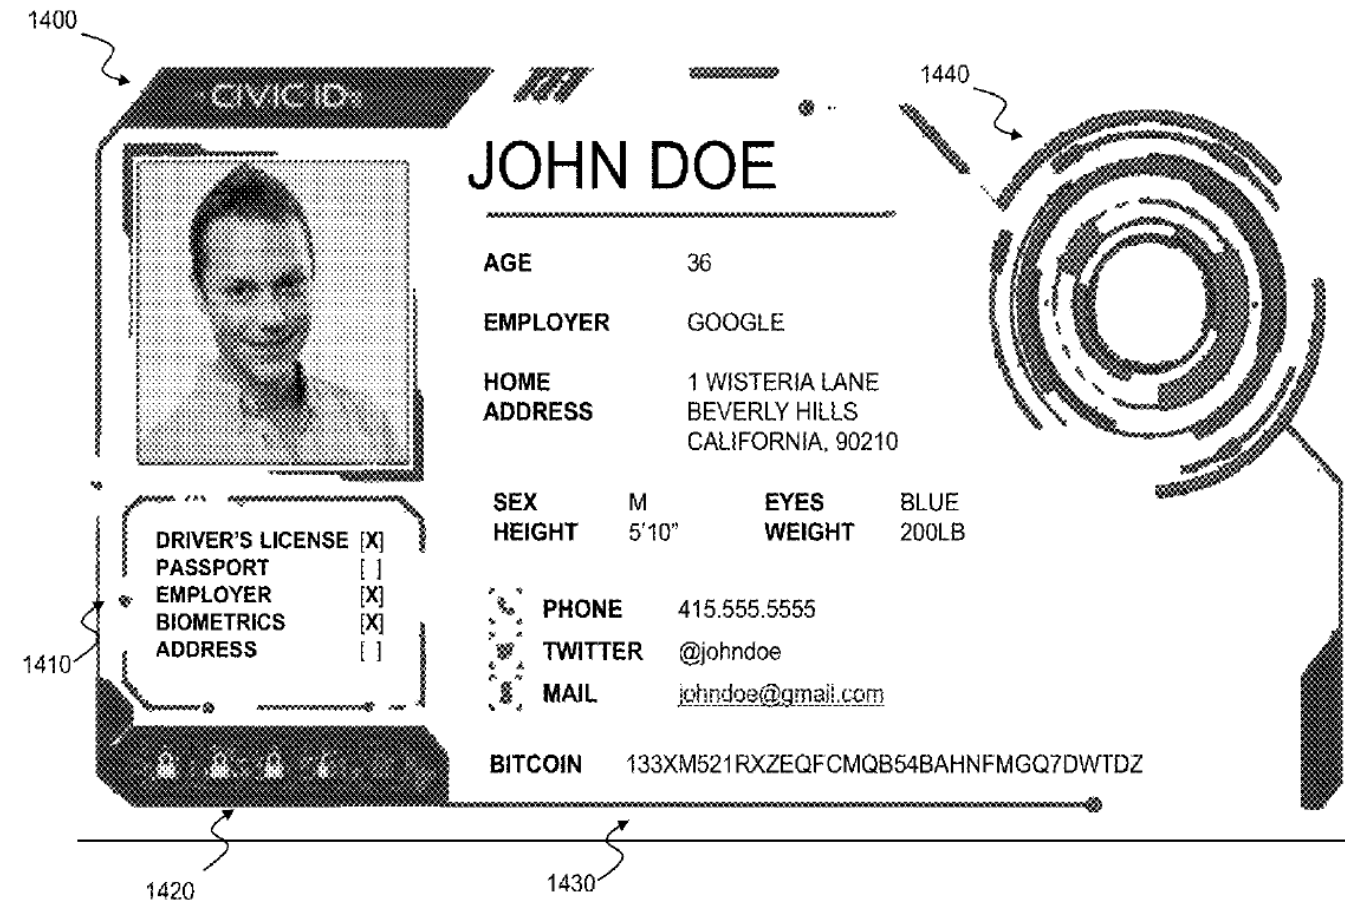 1400
CIVIC ID
1440
JOHN DOE
AGE 36
EMPLOYER GOOGLE
HOME ADDRESS 1 WISTERIA LANE
BEVERLY HILLS
CALIFORNIA, 90210
SEX M EYES BLUE
HEIGHT 5'10” WEIGHT 200LB
DRIVER'S LICENSE [X]
PASSPORT [ ]
EMPLOYER [X]
BIOMETRICS [X]
ADDRESS [ ]
1410
PHONE 415.555.5555
TWITTER @johndoe
MAIL johndoe@gmail.com
BITCOIN 133XM521RXZEQFCMQB54BAHNFMGQ7DWTDZ
1420
1430